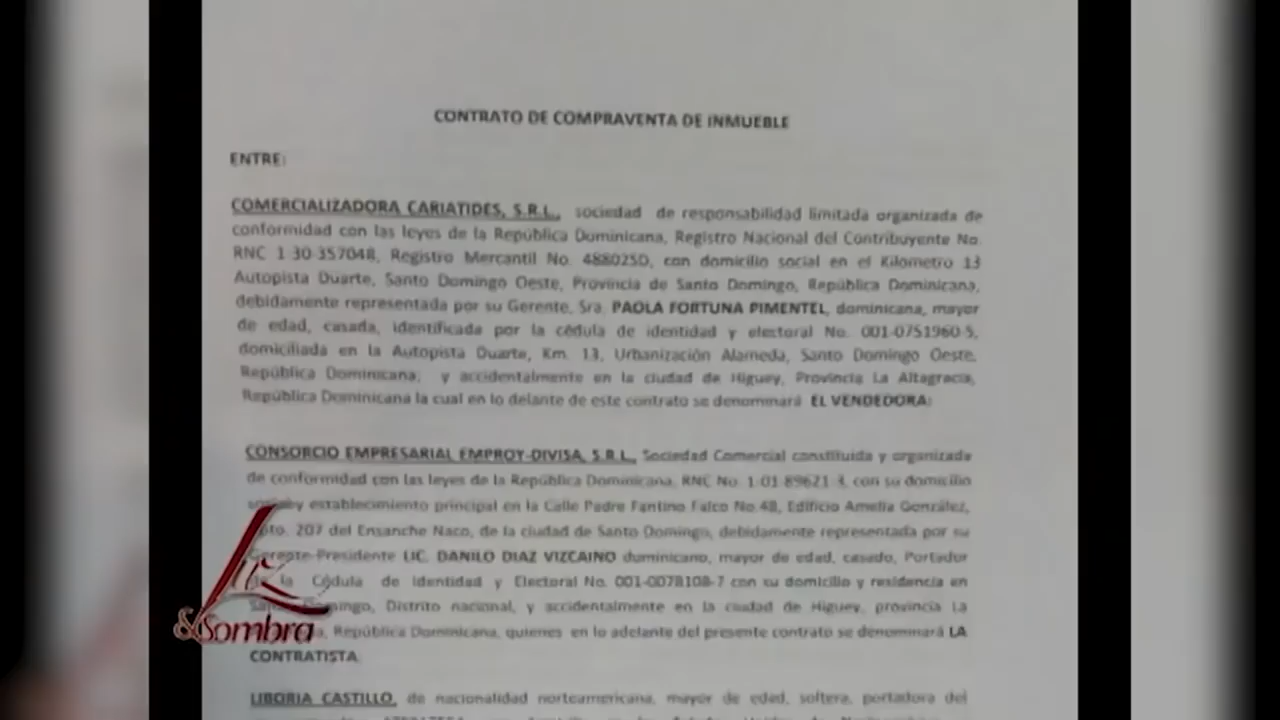 CONTRATO DE COMPRAVENTA DE INMUEBLE
ENTRE:
COMERCIALIZADORA CARIATIDES, S.R.L., sociedad de responsabilidad limitada organizada de
conformidad con las leyes de la República Dominicana, Registro Nacional del Contribuyente No.
RNC 1-30-357048, Registro Mercantil No. 48802SD, con domicilio social en el Kilometro 13
Autopista Duarte, Santo Domingo Oeste, Provincia de Santo Domingo, República Dominicana,
debidamente representada por su Gerente, Sra. PAOLA FORTUNA PIMENTEL, dominicana, mayor
de edad, casada, identificada por la cédula de identidad y electoral No. 001-0751960-5,
domiciliada en la Autopista Duarte, Km. 13, Urbanización Alameda, Santo Domingo Oeste,
República Dominicana; y accidentalmente en la ciudad de Higuey, Provincia La Altagracia,
República Dominicana la cual en lo delante de este contrato se denominará EL VENDEDORA:
CONSORCIO EMPRESARIAL EMPROY-DIVISA, S.R.L., Sociedad Comercial constituida y organizada
de conformidad con las leyes de la República Dominicana, RNC No. 1-01-89621-3, con su domicilio
y establecimiento principal en la Calle Padre Fantino Falco No.48, Edificio Amelia González,
207 del Ensanche Naco, de la ciudad de Santo Domingo, debidamente representada por su
Gerente-Presidente LIC. DANILO DIAZ VIZCAINO dominicano, mayor de edad, casado, Portador
la Cédula de Identidad y Electoral No. 001-0078108-7 con su domicilio y residencia en
Distrito nacional, y accidentalmente en la ciudad de Higuey, provincia La
República Dominicana, quienes en lo adelante del presente contrato se denominará LA
CONTRATISTA
LIBORIA CASTILLO, de nacionalidad norteamericana, mayor de edad, soltera, portadora del
Luz
&Sombra